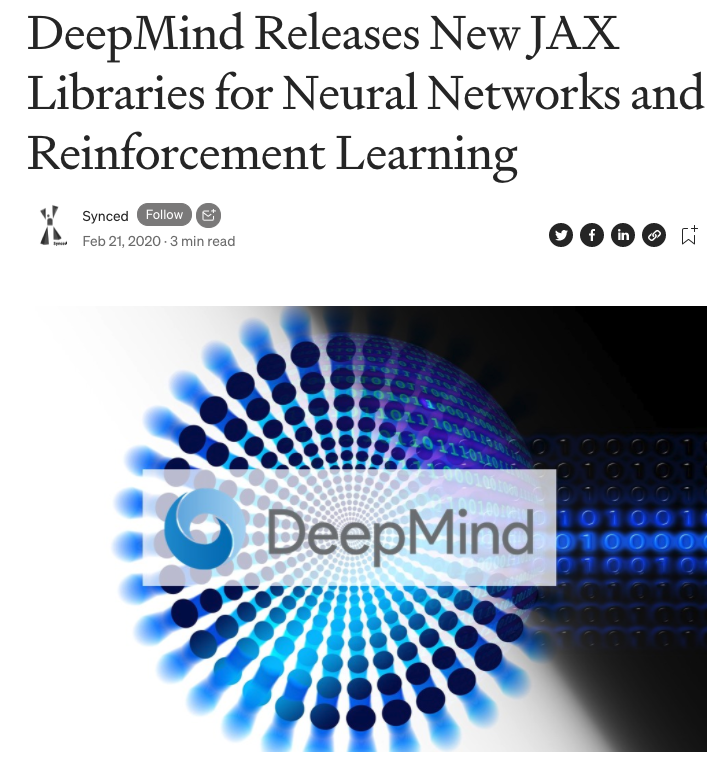 DeepMind Releases New JAX
Libraries for Neural Networks and
Reinforcement Learning
Synced Follow
Feb 21, 2020 · 3 min read
DeepMind